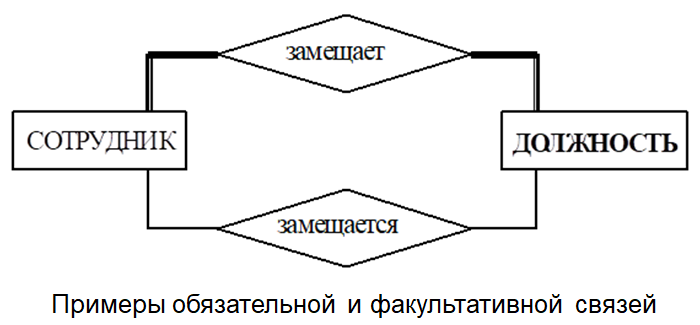 замещает
СОТРУДНИК
ДОЛЖНОСТЬ
замещается
Примеры обязательной и факультативной связей